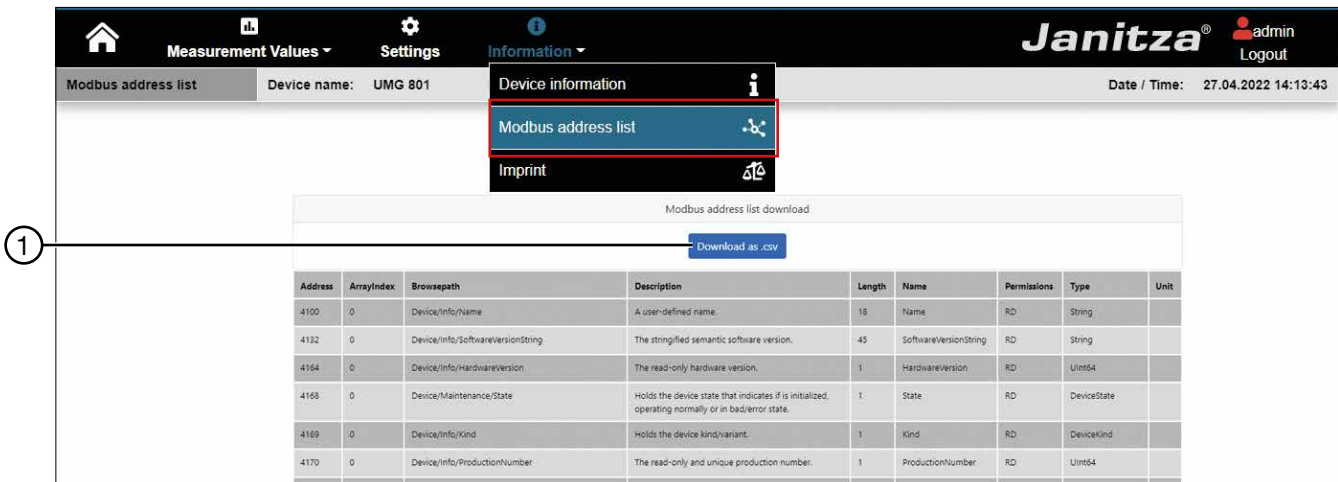 Measurement Values
Settings
Information
Janitza®
admin
Logout
Modbus address list
Device name: UMG 801
Date / Time: 27.04.2022 14:13:43
Device information
Modbus address list
Imprint
Modbus address list download
1
Download as .csv
Address ArrayIndex Browsepath Description Length Name Permissions Type Unit
4100 0 Device/Info/Name A user-defined name. 18 Name RD String
4132 0 Device/Info/SoftwareVersionString The stringified semantic software version. 45 SoftwareVersionString RD String
4164 0 Device/Info/HardwareVersion The read-only hardware version. 1 HardwareVersion RD UInt64
4168 0 Device/Maintenance/State Holds the device state that indicates if is initialized, 1 State RD DeviceState
operating normally or in bad/error state.
4169 0 Device/Info/Kind Holds the device kind/variant. 1 Kind RD DeviceKind
4170 0 Device/Info/ProductionNumber The read-only and unique production number. 1 ProductionNumber RD UInt64